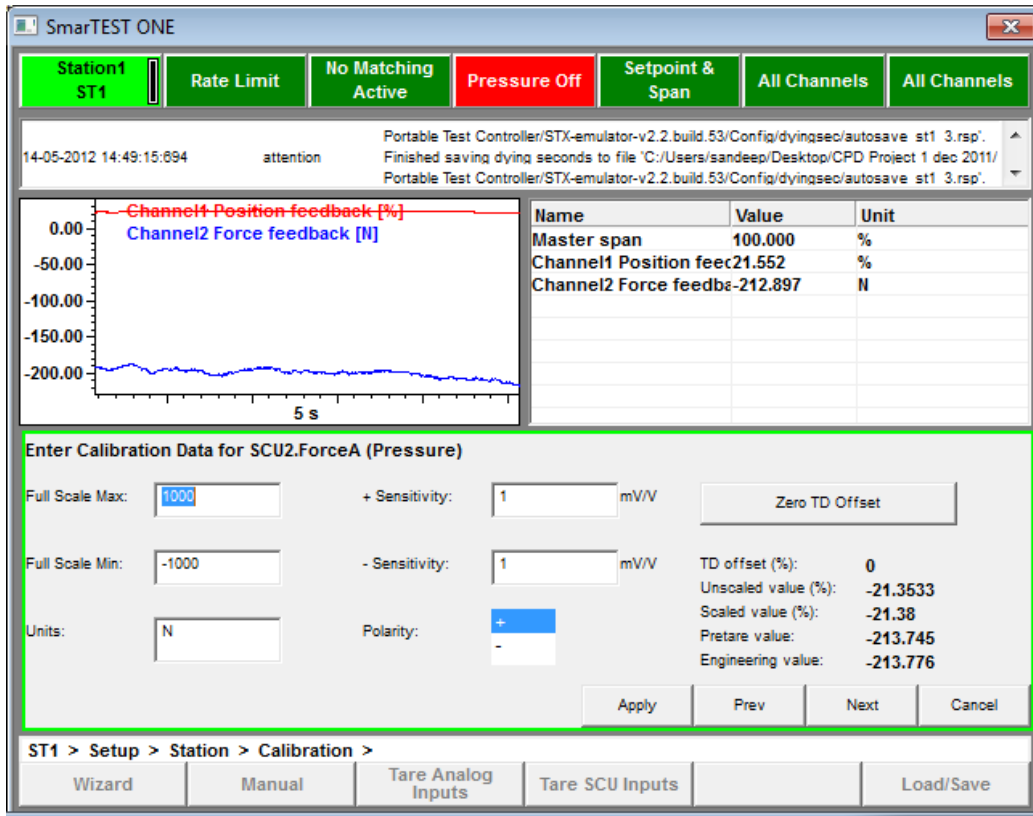 SmarTEST ONE
Station1 ST1
Rate Limit
No Matching Active
Pressure Off
Setpoint & Span
All Channels
All Channels
Portable Test Controller/STX-emulator-v2.2.build.53/Config/dyingsec/autosave st1 3.rsp'.
14-05-2012 14:49:15:694 attention Finished saving dying seconds to file 'C:/Users/sandeep/Desktop/CPD Project 1 dec 2011/
Portable Test Controller/STX-emulator-v2.2.build.53/Config/dyingsec/autosave st1 3.rsp'.
Channel1 Position feedback [%]
Channel2 Force feedback [N]
0.00
-50.00
-100.00
-150.00
-200.00
5 s
Name Value Unit
Master span 100.000 %
Channel1 Position feec 21.552 %
Channel2 Force feedba -212.897 N
Enter Calibration Data for SCU2.ForceA (Pressure)
Full Scale Max: 1000 + Sensitivity: 1 mV/V Zero TD Offset
Full Scale Min: -1000 - Sensitivity: 1 mV/V TD offset (%): 0
Unscaled value (%): -21.3533
Scaled value (%): -21.38
Units: N Polarity: + Pretare value: -213.745
- Engineering value: -213.776
Apply Prev Next Cancel
ST1 > Setup > Station > Calibration >
Wizard
Manual
Tare Analog Inputs
Tare SCU Inputs
Load/Save